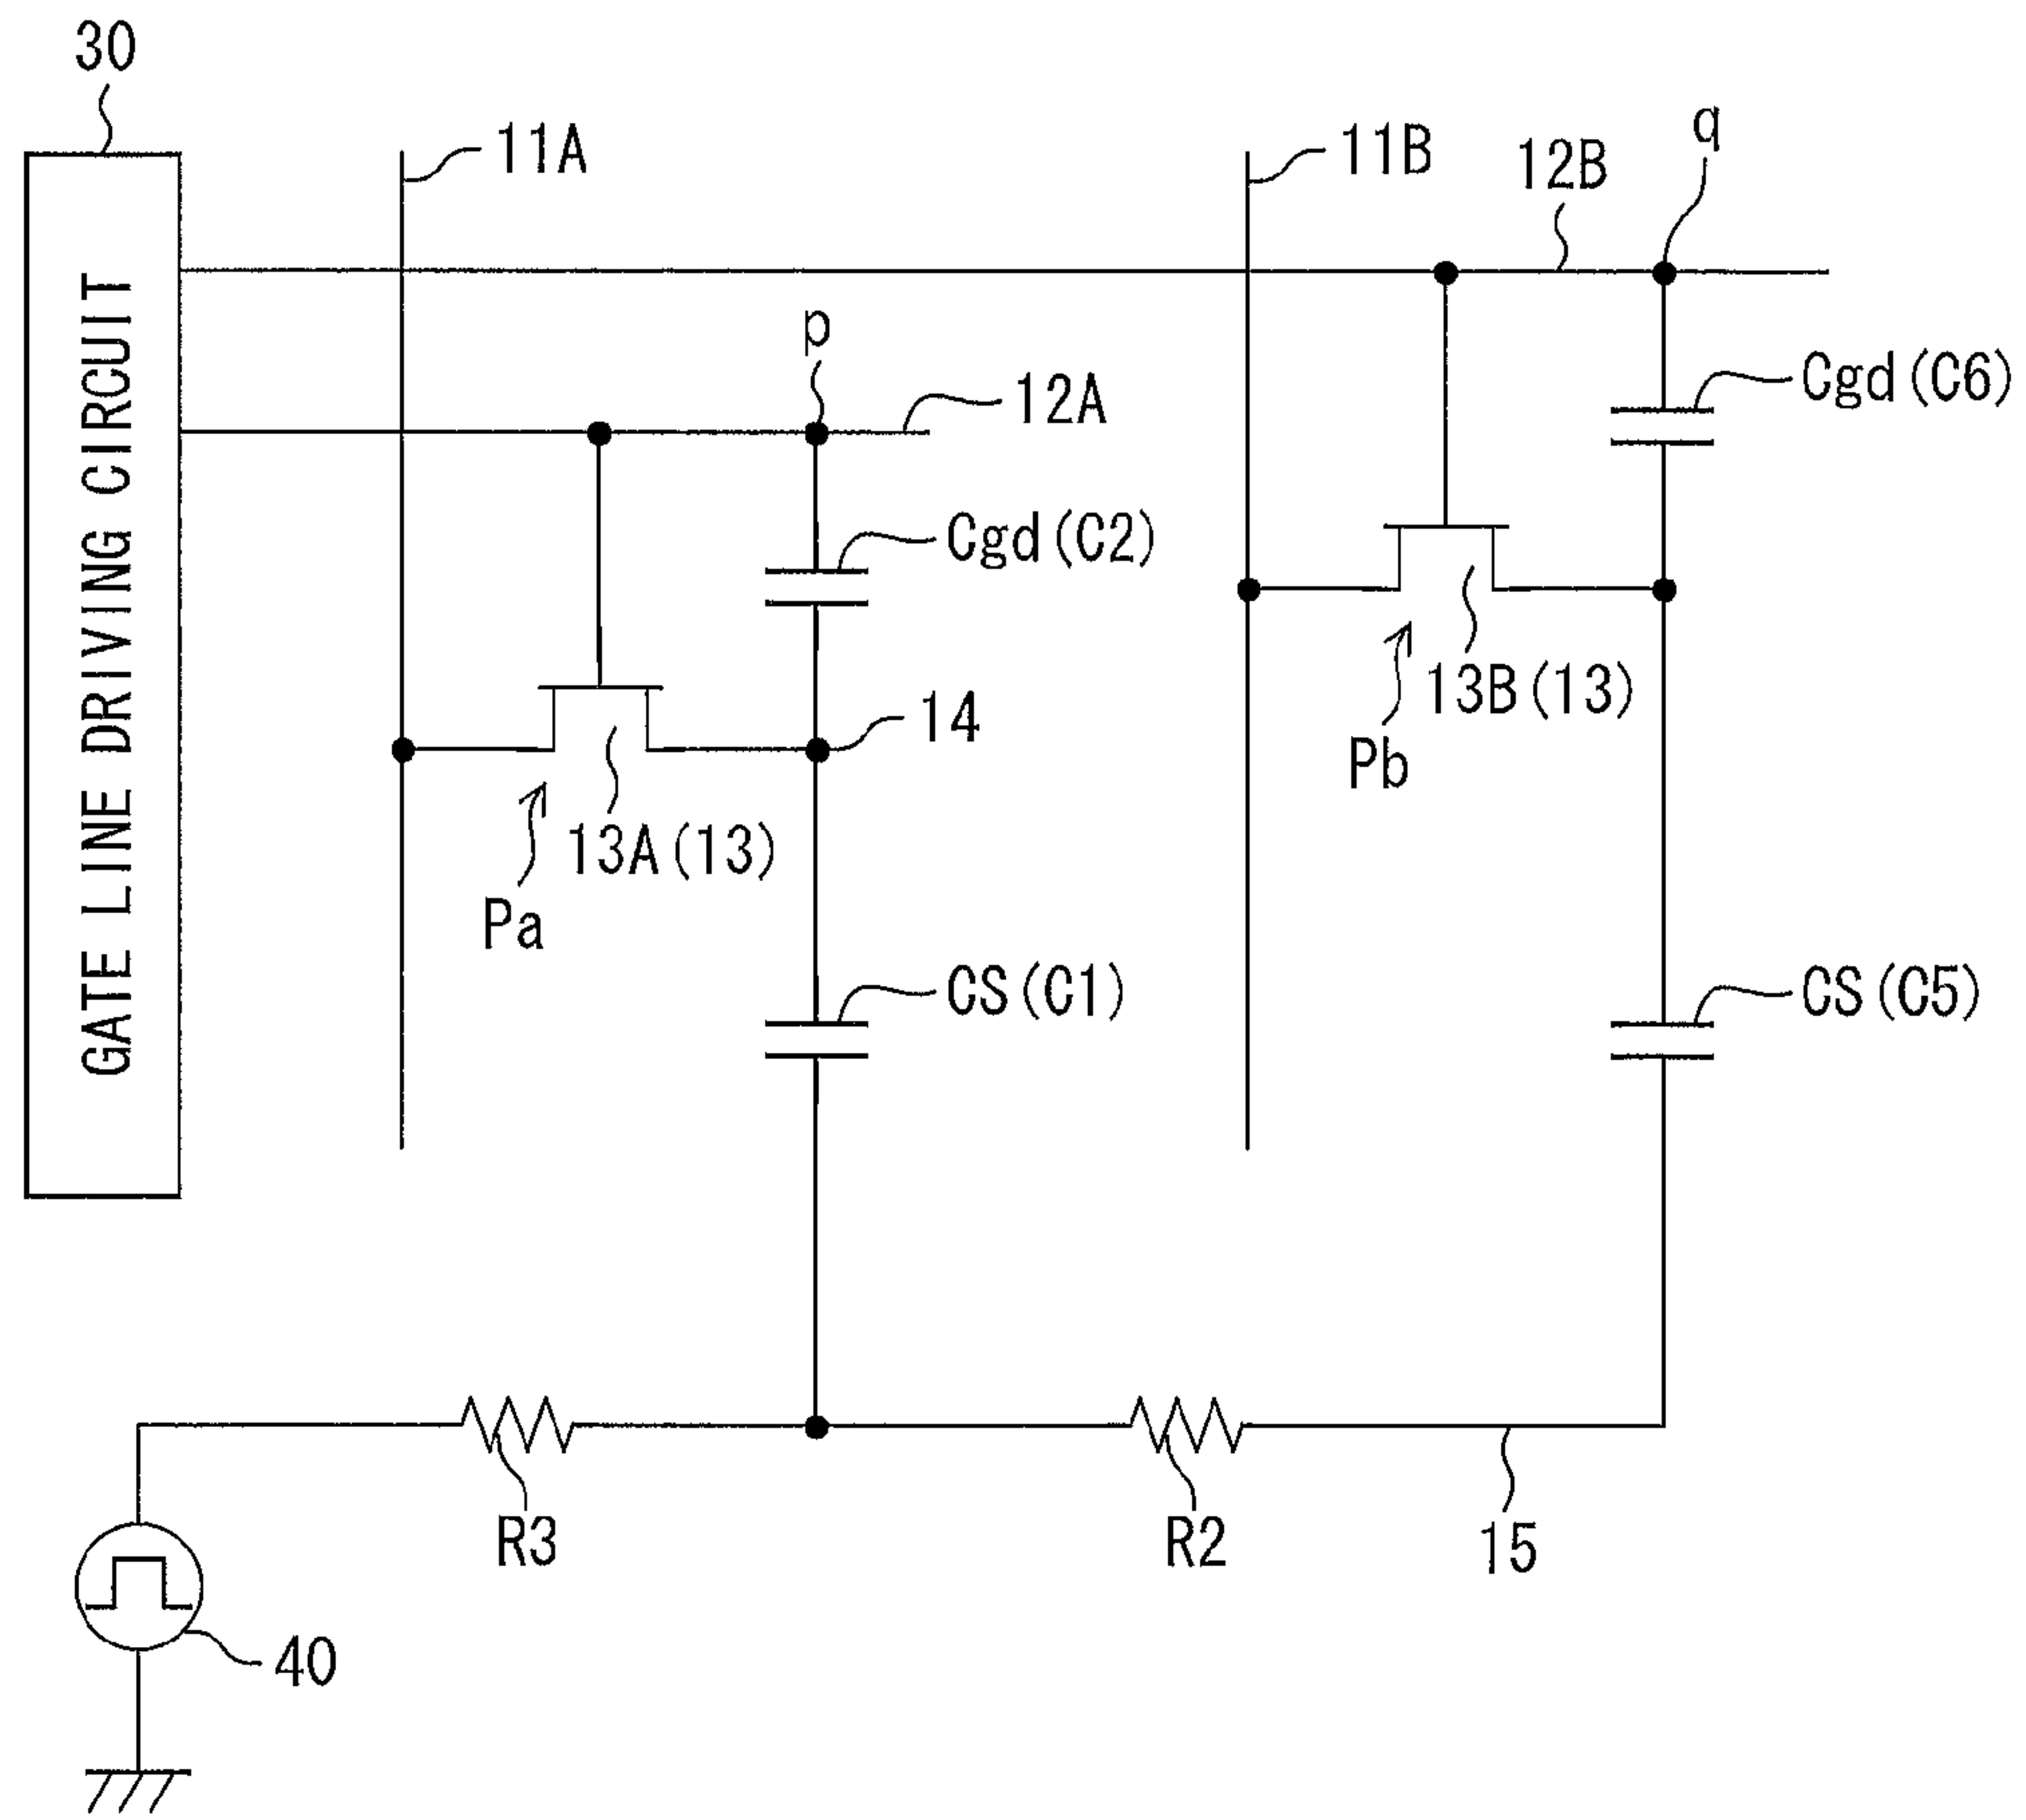 30
11A
11B
12B
q
p
12A
Cgd(C6)
Cgd(C2)
GATE LINE DRIVING CIRCUIT
14
13B(13)
Pb
13A(13)
Pa
CS(C1)
CS(C5)
R3
R2
15
40